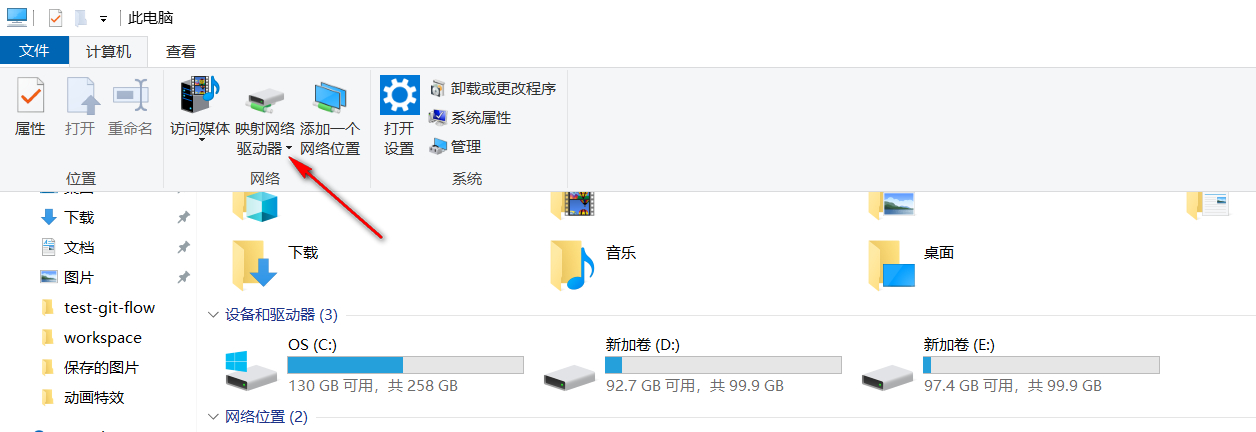 此电脑
文件 计算机 查看
属性 打开 重命名 访问媒体 映射网络 驱动器 添加一个 网络位置 打开 设置 卸载或更改程序
系统属性
管理
位置 网络 系统
下载
文档
图片
test-git-flow
workspace
保存的图片
动画特效
下载 音乐 桌面
设备和驱动器 (3)
OS (C:) 新加卷 (D:) 新加卷 (E:)
130 GB 可用，共 258 GB 92.7 GB 可用，共 99.9 GB 97.4 GB 可用，共 99.9 GB
网络位置 (2)